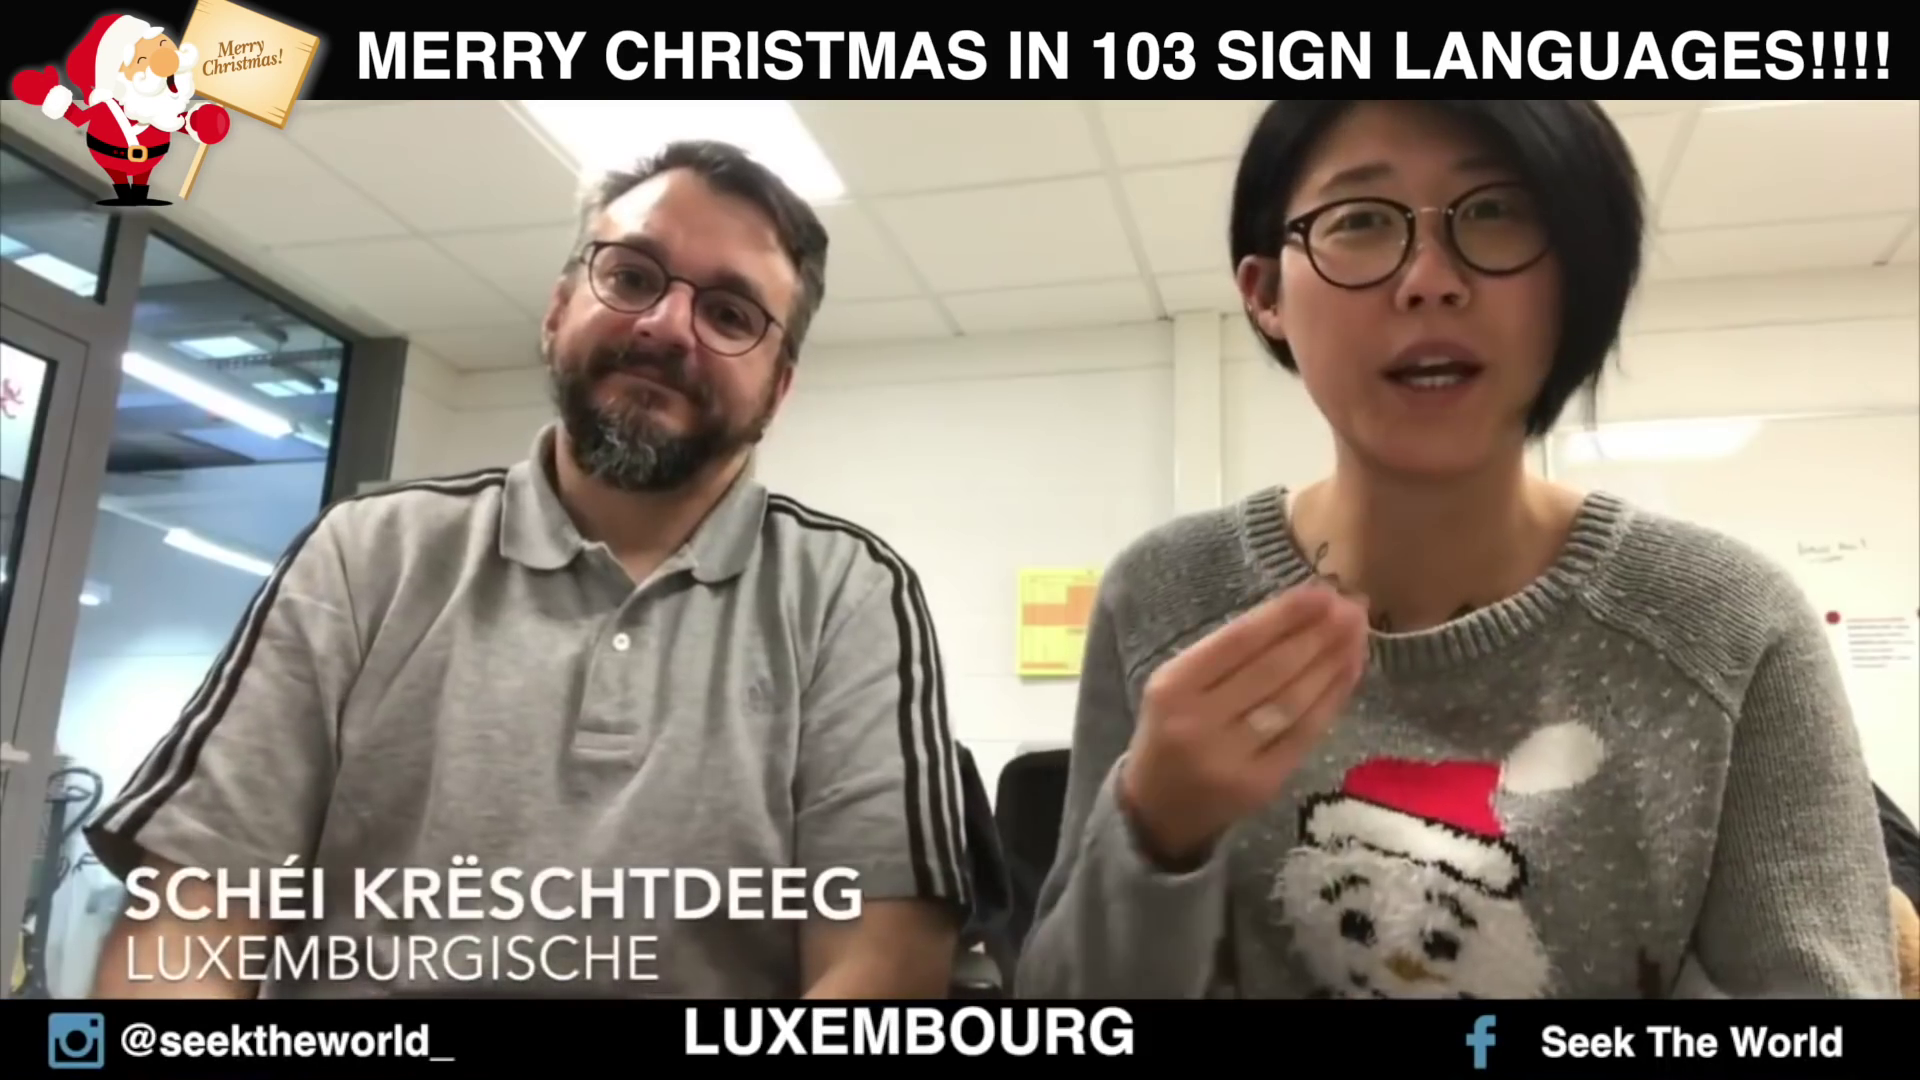 Merry
Christmas!
MERRY CHRISTMAS IN 103 SIGN LANGUAGES!!!!
SCHÉI KRËSCHTDEEG
LUXEMBURGISCHE
@seektheworld_
LUXEMBOURG
Seek The World